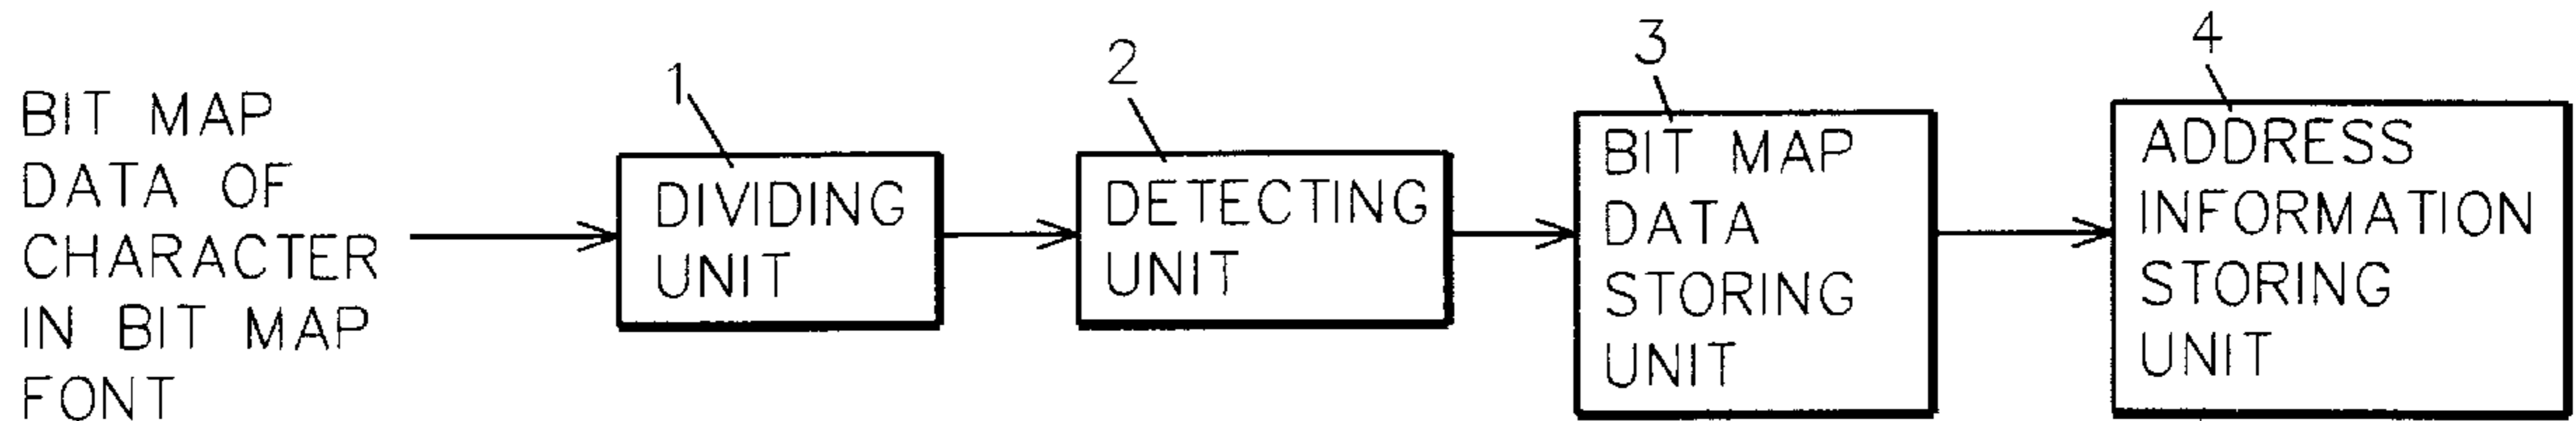 BIT MAP
DATA OF
CHARACTER
IN BIT MAP
FONT
1
DIVIDING
UNIT
2
DETECTING
UNIT
3
BIT MAP
DATA
STORING
UNIT
4
ADDRESS
INFORMATION
STORING
UNIT